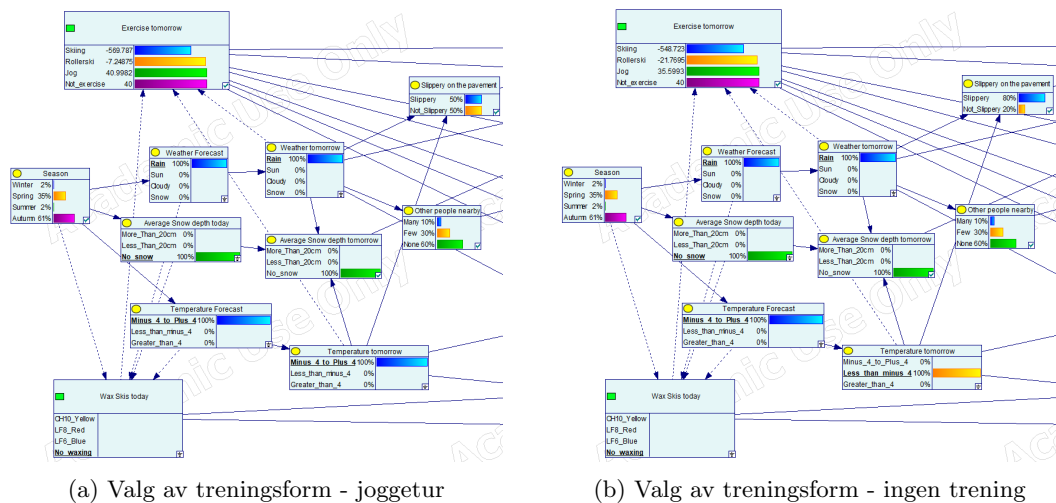 Exercise tomorrow
Skiing -569.787
Rollerski -7.24875
Jog 40.9982
Not_exercise 40
Slippery on the pavement
Slippery 50%
Not_Slippery 50%
Weather Forecast
Rain 100%
Sun 0%
Cloudy 0%
Snow 0%
Weather tomorrow
Rain 100%
Sun 0%
Cloudy 0%
Snow 0%
Season
Winter 2%
Spring 35%
Summer 2%
Autumn 61%
Average Snow depth today
More_Than_20cm 0%
Less_Than_20cm 0%
No_snow 100%
Other people nearby
Many 10%
Few 30%
None 60%
Average Snow depth tomorrow
More_Than_20cm 0%
Less_Than_20cm 0%
No_snow 100%
Temperature Forecast
Minus_4_to_Plus_4 100%
Less_than_minus_4 0%
Greater_than_4 0%
Temperature tomorrow
Minus_4_to_Plus_4 100%
Less_than_minus_4 0%
Greater_than_4 0%
Wax Skis today
CH10_Yellow
LF8_Red
LF6_Blue
No_waxing
(a) Valg av treningsform - joggetur
Exercise tomorrow
Skiing -548.723
Rollerski -21.7695
Jog 35.5993
Not_exercise 40
Slippery on the pavement
Slippery 80%
Not_Slippery 20%
Weather Forecast
Rain 100%
Sun 0%
Cloudy 0%
Snow 0%
Weather tomorrow
Rain 100%
Sun 0%
Cloudy 0%
Snow 0%
Season
Winter 2%
Spring 35%
Summer 2%
Autumn 61%
Average Snow depth today
More_Than_20cm 0%
Less_Than_20cm 0%
No_snow 100%
Other people nearby
Many 10%
Few 30%
None 60%
Average Snow depth tomorrow
More_Than_20cm 0%
Less_Than_20cm 0%
No_snow 100%
Temperature Forecast
Minus_4_to_Plus_4 100%
Less_than_minus_4 0%
Greater_than_4 0%
Temperature tomorrow
Minus_4_to_Plus_4 0%
Less_than_minus_4 100%
Greater_than_4 0%
Wax Skis today
CH10_Yellow
LF8_Red
LF6_Blue
No_waxing
(b) Valg av treningsform - ingen trening